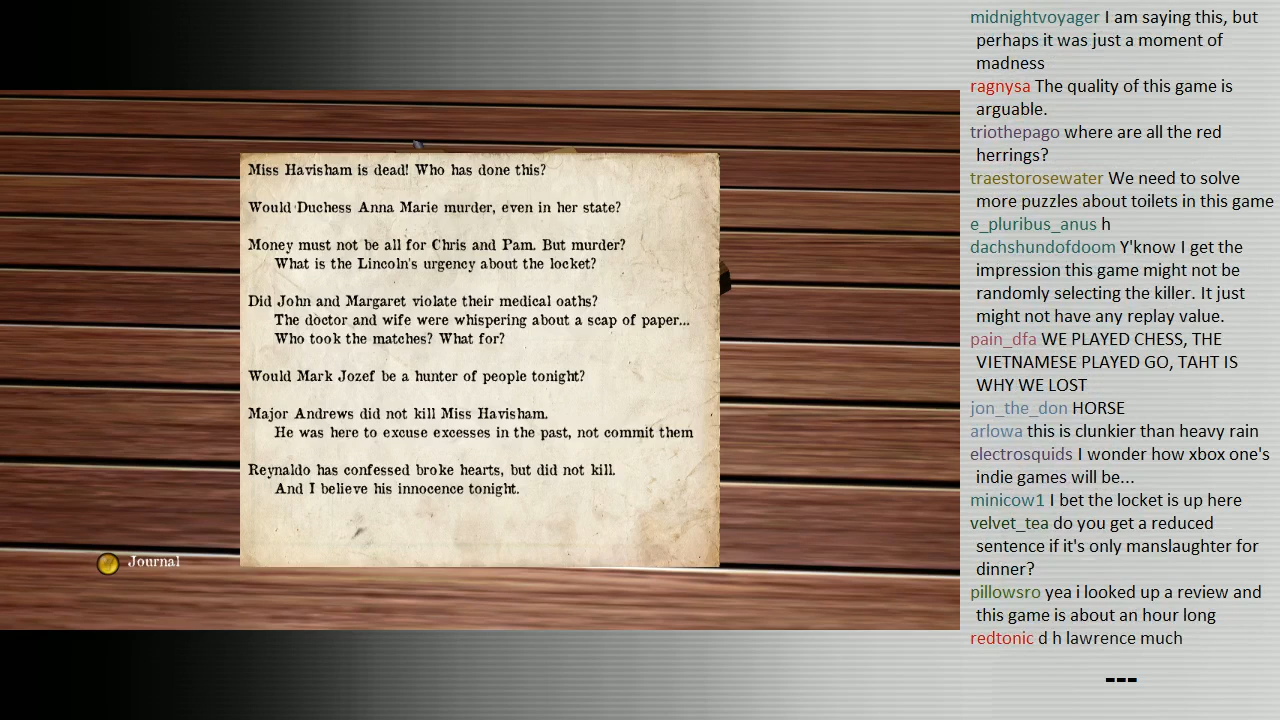 Miss Havisham is dead! Who has done this?
Would Duchess Anna Marie murder, even in her state?
Money must not be all for Chris and Pam. But murder?
What is the Lincoln's urgency about the locket?
Did John and Margaret violate their medical oaths?
The doctor and wife were whispering about a scap of paper...
Who took the matches? What for?
Would Mark Jozef be a hunter of people tonight?
Major Andrews did not kill Miss Havisham.
He was here to excuse excesses in the past, not commit them
Reynaldo has confessed broke hearts, but did not kill.
And I believe his innocence tonight.
Journal
midnightvoyager I am saying this, but
perhaps it was just a moment of
madness
ragnysa The quality of this game is
arguable.
triothepago where are all the red
herrings?
traestorosewater We need to solve
more puzzles about toilets in this game
e_pluribus_anus h
dachshundofdoom Y'know I get the
impression this game might not be
randomly selecting the killer. It just
might not have any replay value.
pain_dfa WE PLAYED CHESS, THE
VIETNAMESE PLAYED GO, TAHT IS
WHY WE LOST
jon_the_don HORSE
arlowa this is clunkier than heavy rain
electrosquids I wonder how xbox one's
indie games will be...
minicow1 I bet the locket is up here
velvet_tea do you get a reduced
sentence if it's only manslaughter for
dinner?
pillowsro yea i looked up a review and
this game is about an hour long
redtonic d h lawrence much
---